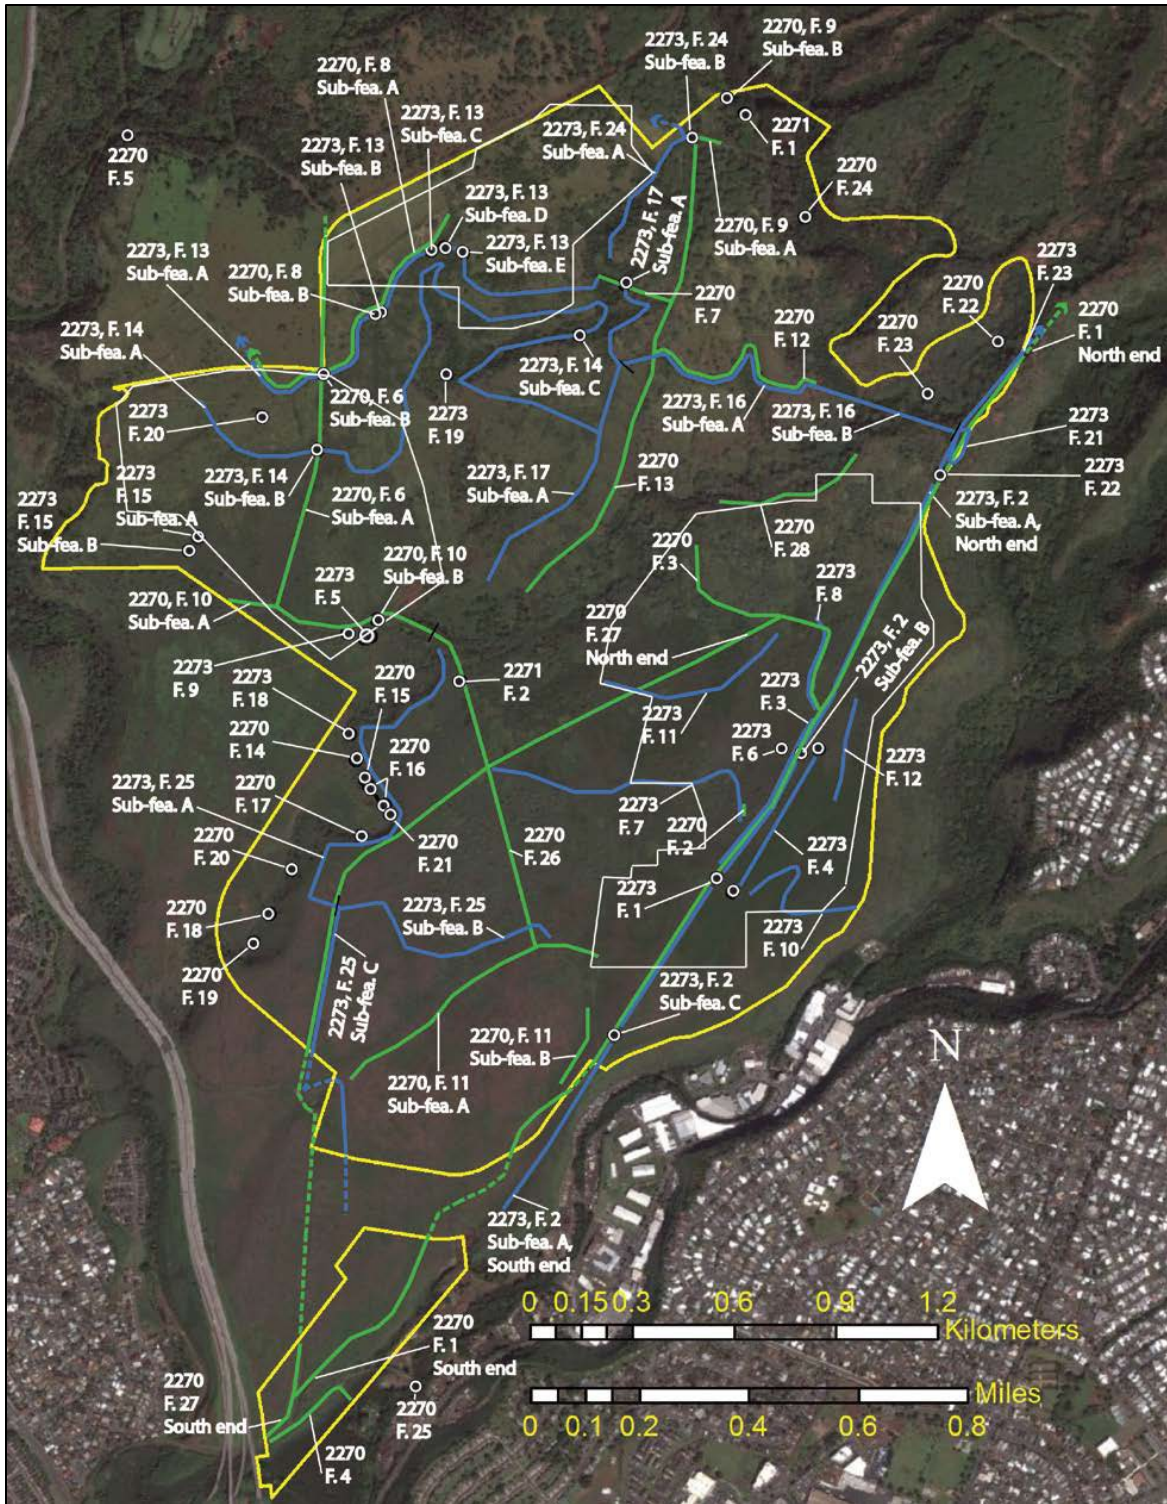 2270, F. 9
Sub-fea. B
2273, F. 24
Sub-fea. B
2270, F. 8
Sub-fea. A
2273, F. 13
Sub-fea. C
2273, F. 24
Sub-fea. A
2271
F. 1
2273, F. 13
Sub-fea. B
2270
F. 5
2270
F. 24
2273, F. 13
Sub-fea. D
2273, F. 17
Sub-fea. A
2270, F. 9
Sub-fea. A
2273, F. 13
Sub-fea. E
2273, F. 13
Sub-fea. A
2270, F. 8
Sub-fea. B
2273
F. 23
2270
F. 22
2270
F. 7
2270
F. 1
North end
2273, F. 14
Sub-fea. A
2270
F. 12
2270
F. 23
2273, F. 14
Sub-fea. C
2270, F. 6
Sub-fea. B
2273
F. 20
2273
F. 19
2273, F. 16
Sub-fea. A
2273, F. 16
Sub-fea. B
2273
F. 21
2273
F. 15
Sub-fea. A
2273, F. 14
Sub-fea. B
2273, F. 17
Sub-fea. A
2270
F. 13
2273
F. 22
2270, F. 6
Sub-fea. A
2273
F. 15
Sub-fea. B
2273, F. 2
Sub-fea. A,
North end
2270
F. 28
2270
F. 3
2270, F. 10
Sub-fea. B
2273
F. 5
2273
F. 8
2270, F. 10
Sub-fea. A
2270
F. 27
North end
2273, F. 2
Sub-fea. B
2273
F. 9
2273
F. 18
2270
F. 15
2271
F. 2
2273
F. 3
2273
F. 11
2270
F. 14
2270
F. 16
2273
F. 6
2273
F. 12
2273, F. 25
Sub-fea. A
2270
F. 17
2273
F. 7
2270
F. 2
2270
F. 20
2270
F. 21
2270
F. 26
2273
F. 4
2273
F. 1
2270
F. 18
2273, F. 25
Sub-fea. B
2273
F. 10
2270
F. 19
2273, F. 25
Sub-fea. C
2273, F. 2
Sub-fea. C
2270, F. 11
Sub-fea. B
N
2270, F. 11
Sub-fea. A
2273, F. 2
Sub-fea. A,
South end
0 0.15 0.3 0.6 0.9 1.2
Kilometers
2270
F. 1
South end
2270
F. 27
South end
2270
F. 25
Miles
0 0.1 0.2 0.4 0.6 0.8
2270
F. 4